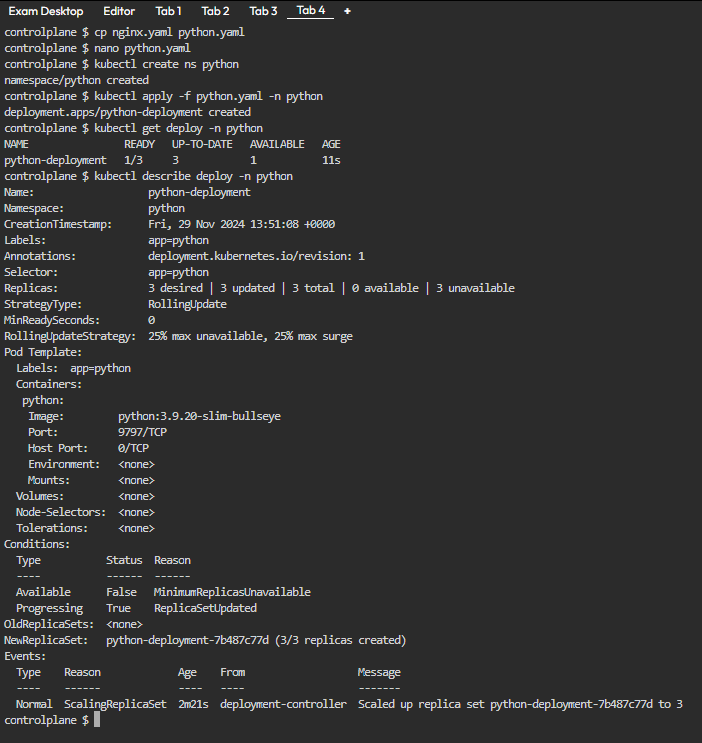 Exam Desktop Editor Tab 1 Tab 2 Tab 3 Tab 4 +
controlplane $ cp nginx.yaml python.yaml
controlplane $ nano python.yaml
controlplane $ kubectl create ns python
namespace/python created
controlplane $ kubectl apply -f python.yaml -n python
deployment.apps/python-deployment created
controlplane $ kubectl get deploy -n python
NAME                READY   UP-TO-DATE   AVAILABLE   AGE
python-deployment   1/3     3            1           11s
controlplane $ kubectl describe deploy -n python
Name:                   python-deployment
Namespace:              python
CreationTimestamp:      Fri, 29 Nov 2024 13:51:08 +0000
Labels:                 app=python
Annotations:            deployment.kubernetes.io/revision: 1
Selector:               app=python
Replicas:               3 desired | 3 updated | 3 total | 0 available | 3 unavailable
StrategyType:           RollingUpdate
MinReadySeconds:        0
RollingUpdateStrategy:  25% max unavailable, 25% max surge
Pod Template:
  Labels:  app=python
  Containers:
   python:
    Image:         python:3.9.20-slim-bullseye
    Port:          9797/TCP
    Host Port:     0/TCP
    Environment:   <none>
    Mounts:        <none>
  Volumes:         <none>
  Node-Selectors:  <none>
  Tolerations:     <none>
Conditions:
  Type           Status  Reason
  ----           ------  ------
  Available      False   MinimumReplicasUnavailable
  Progressing    True    ReplicaSetUpdated
OldReplicaSets:  <none>
NewReplicaSet:   python-deployment-7b487c77d (3/3 replicas created)
Events:
  Type    Reason             Age    From                   Message
  ----    ------             ----   ----                   -------
  Normal  ScalingReplicaSet  2m21s  deployment-controller  Scaled up replica set python-deployment-7b487c77d to 3
controlplane $